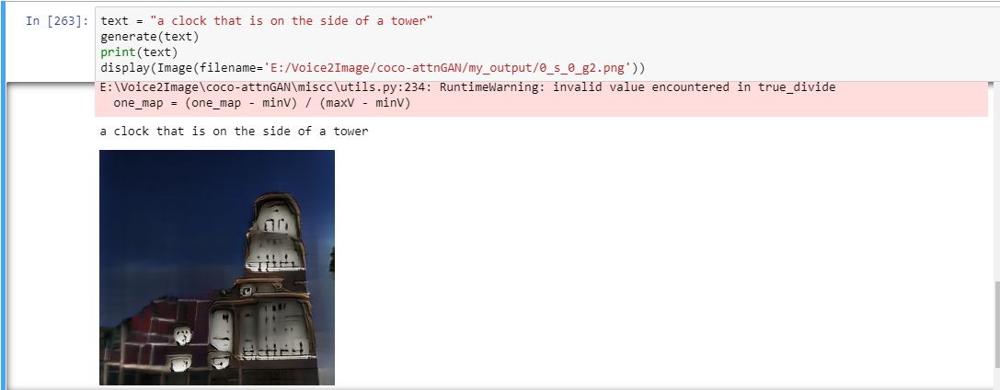 In [263]: text = "a clock that is on the side of a tower"
generate(text)
print(text)
display(Image(filename='E:/Voice2Image/coco-attnGAN/my_output/0_s_0_g2.png'))
E:\Voice2Image\coco-attnGAN\miscc\utils.py:234: RuntimeWarning: invalid value encountered in true_divide
  one_map = (one_map - minV) / (maxV - minV)
a clock that is on the side of a tower